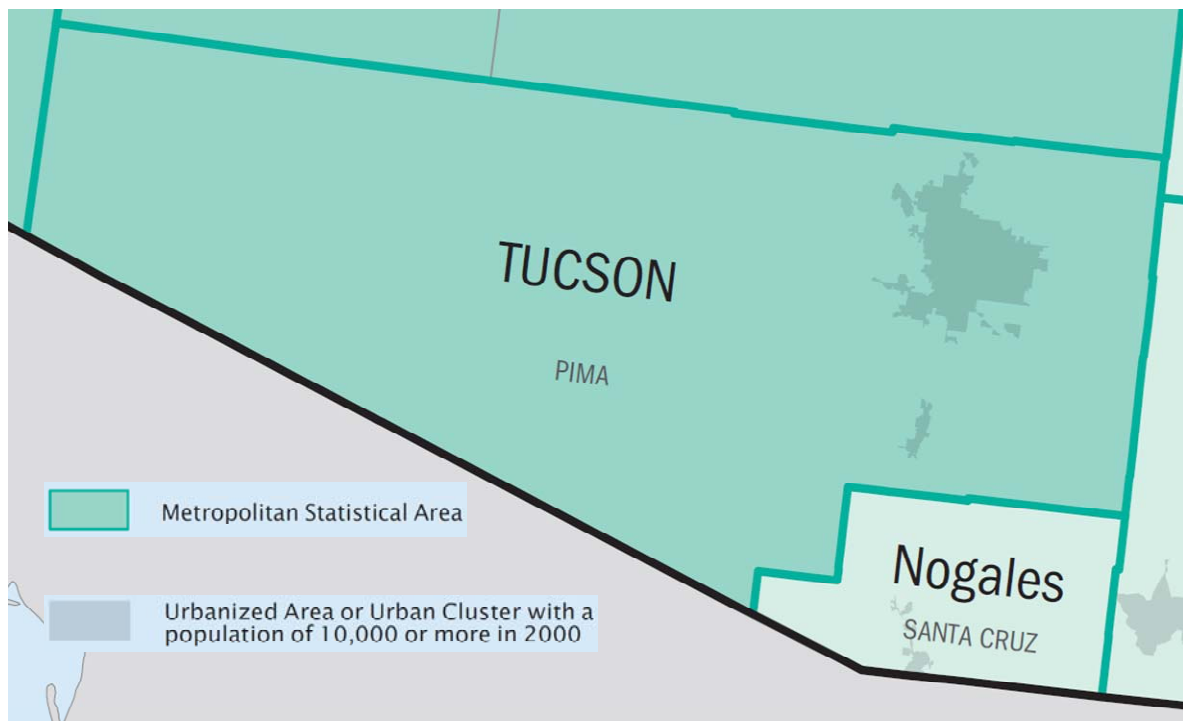 TUCSON
PIMA
Metropolitan Statistical Area
Nogales
Urbanized Area or Urban Cluster with a
population of 10,000 or more in 2000
SANTA CRUZ